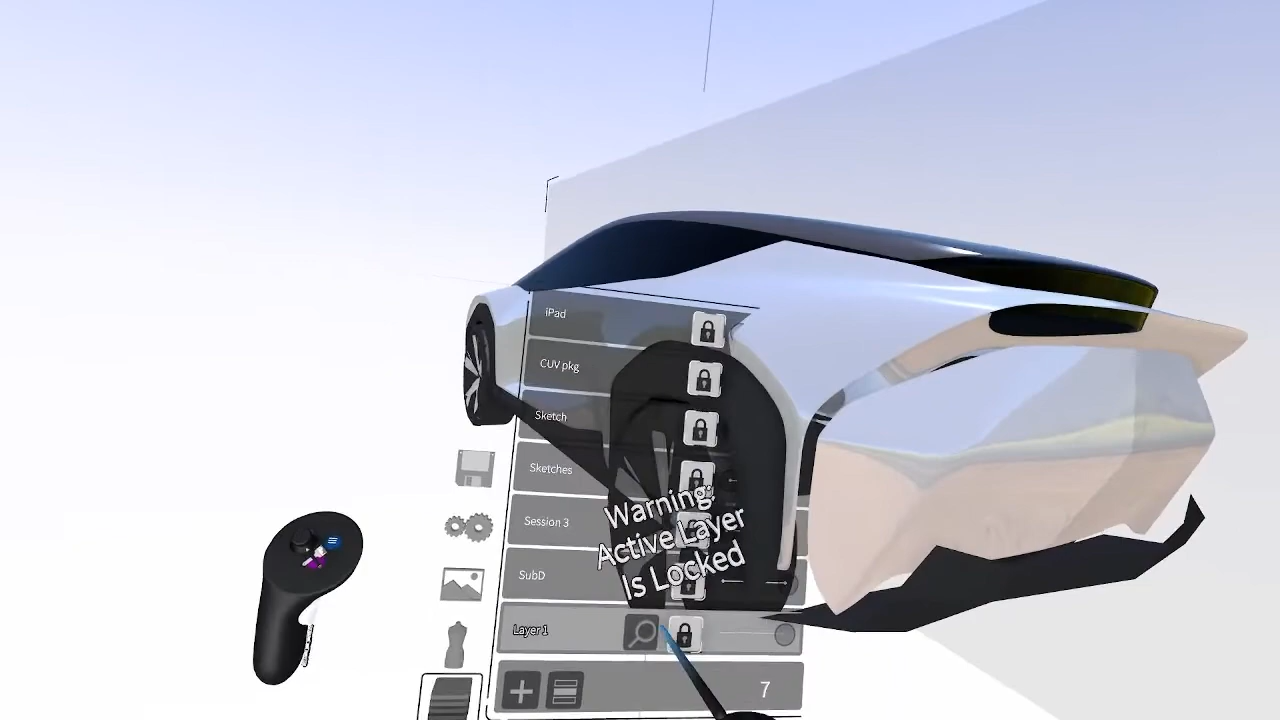 iPad
CUV pkg
Sketch
Sketches
Session 3
SubD
Warning:
Active Layer
Is Locked
Layer 1
7